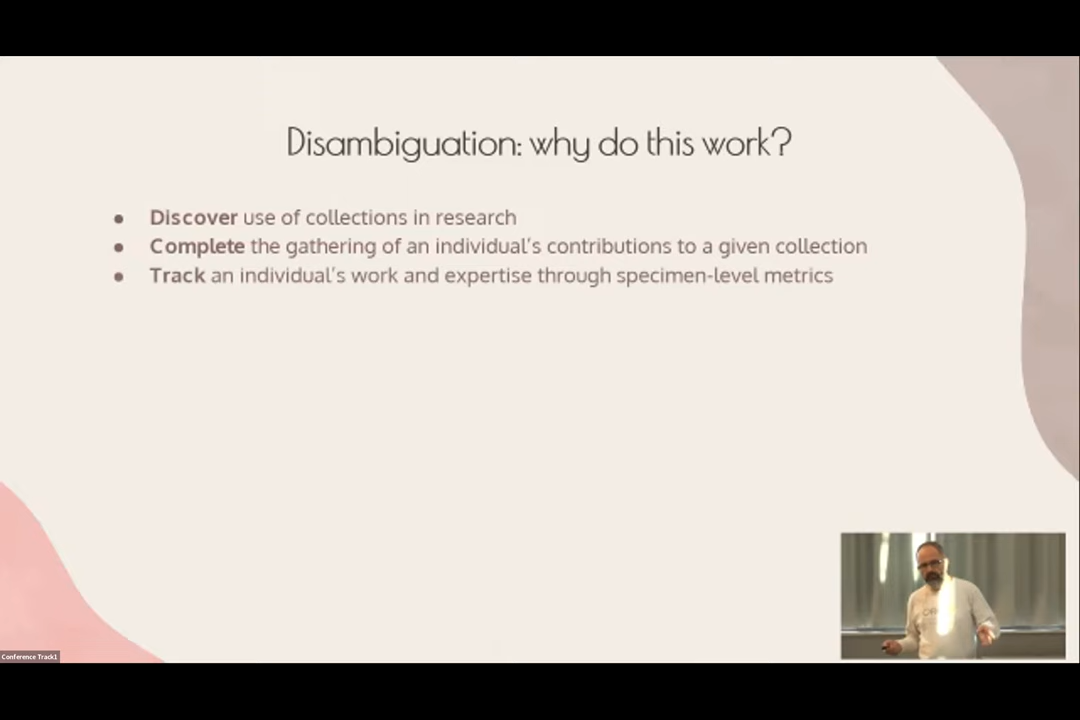 Disambiguation: why do this work?
● Discover use of collections in research
● Complete the gathering of an individual's contributions to a given collection
● Track an individual's work and expertise through specimen-level metrics
Conference Track1